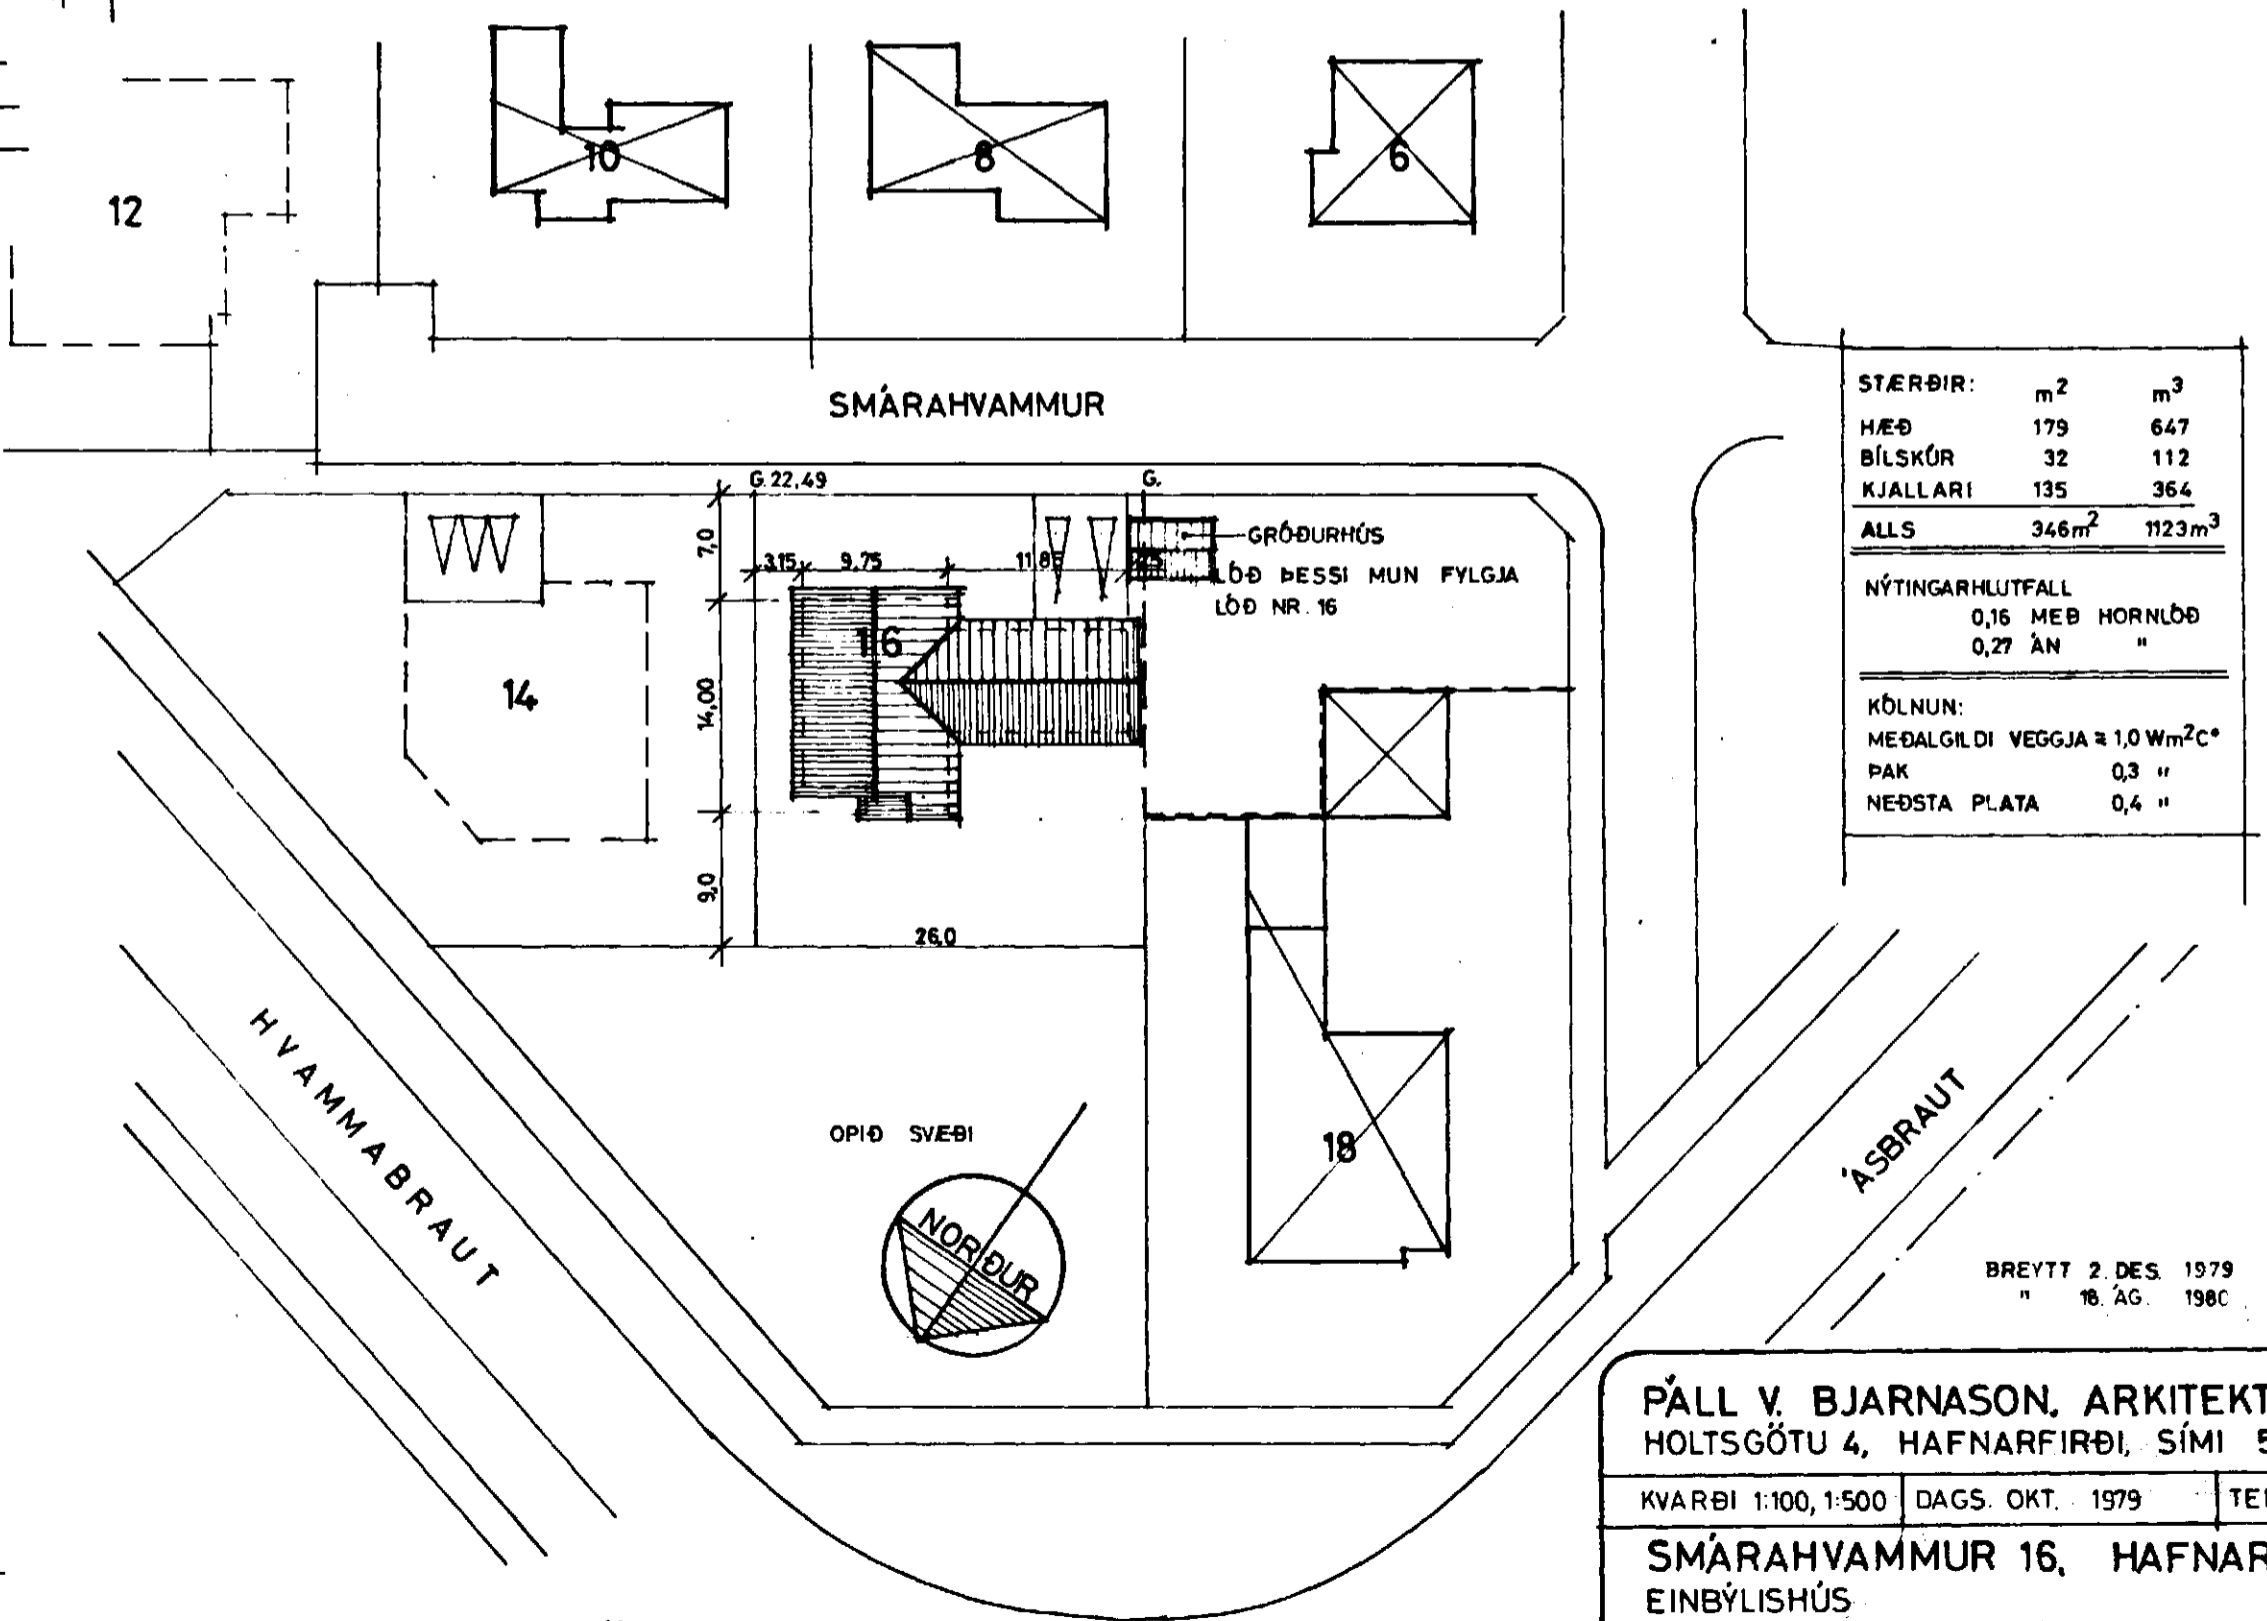 10
8
6
12
SMÁRAHVAMMUR
STÆRÐIR: m² m³
HÆÐ 179 647
BÍLSKÚR 32 112
KJALLARI 135 364
ALLS 346m² 1123m³
NÝTINGARHLUTFALL
0,16 MEÐ HORNLÓÐ
0,27 ÁN "
KÓLNUN:
MEÐALGILDI VEGGJA ≅ 1,0 Wm²C°
ÞAK 0,3 "
NEÐSTA PLATA 0,4 "
G.22,49
G.
7,0
3,15
9,75
11,85
GRÓÐURHÚS
LÓÐ ÞESSI MUN FYLGJA
LÓÐ NR. 16
16
14
14,00
9,0
26,0
HVAMMABRAUT
OPIÐ SVÆÐI
NORÐUR
18
ÁSBRAUT
BREYTT 2. DES. 1979
" 18. ÁG. 1980
PÁLL V. BJARNASON, ARKITEKT
HOLTSGÖTU 4, HAFNARFIRÐI, SÍMI 5
KVARÐI 1:100, 1:500 DAGS. OKT. 1979
SMÁRAHVAMMUR 16, HAFNAR
EINBÝLISHÚS